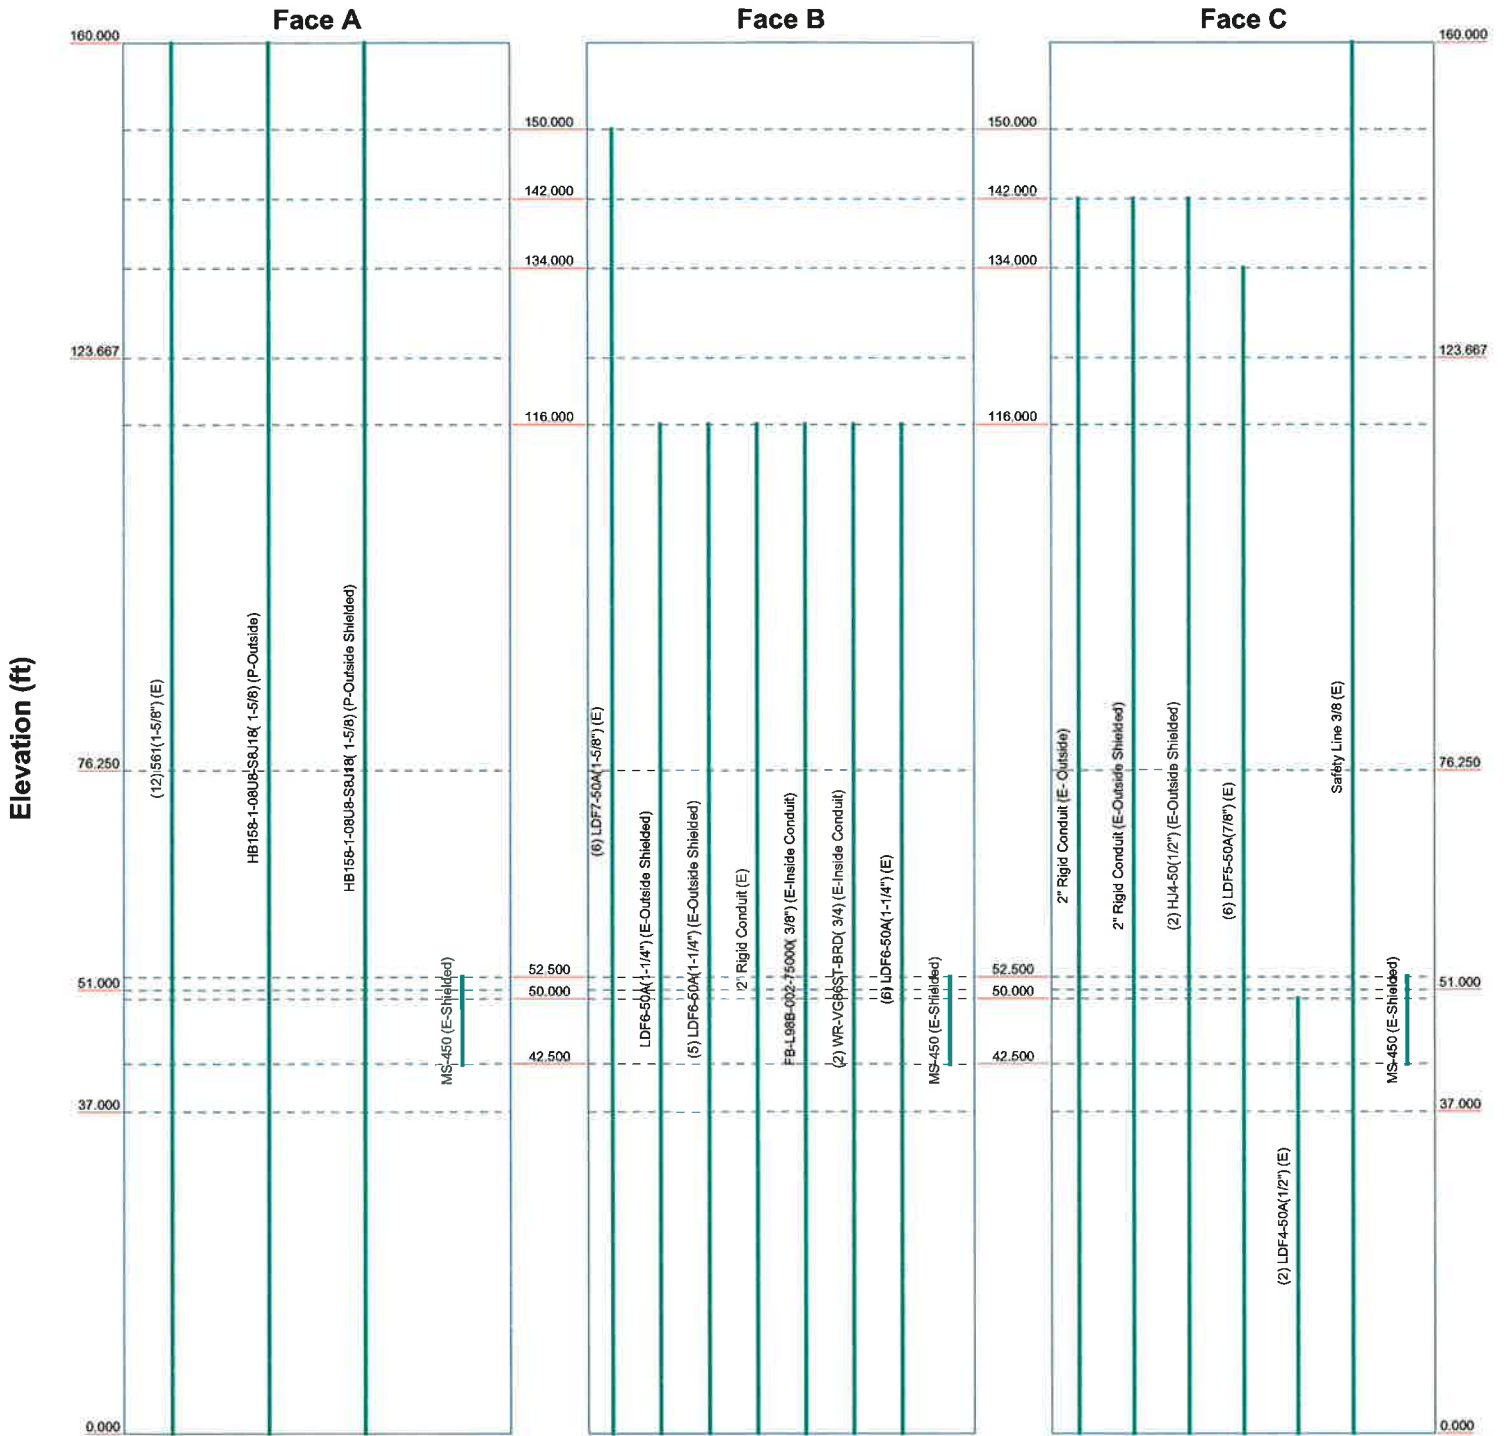 Face A
Face B
Face C
160.000
160.000
150.000
150.000
142.000
142.000
134.000
134.000
123.667
123.667
116.000
116.000
76.250
76.250
52.500
52.500
51.000
51.000
50.000
50.000
42.500
42.500
37.000
37.000
0.000
0.000
Elevation (ft)
(12) 561(1-5/8") (E)
HB158-1-08U8-S8J18( 1-5/8) (P-Outside)
HB158-1-08U8-S8J18( 1-5/8) (P-Outside Shielded)
MS-450 (E-Shielded)
(6) LDF7-50A(1-5/8") (E)
LDF6-50A(1-1/4") (E-Outside Shielded)
(5) LDF6-50A(1-1/4") (E-Outside Shielded)
2" Rigid Conduit (E)
FB-L98B-002-75000( 3/8") (E-Inside Conduit)
(2) WR-VG86ST-BRD( 3/4) (E-Inside Conduit)
(6) LDF6-50A(1-1/4") (E)
MS-450 (E-Shielded)
2" Rigid Conduit (E- Outside)
2" Rigid Conduit (E-Outside Shielded)
(2) HJ4-50(1/2") (E-Outside Shielded)
(6) LDF5-50A(7/8") (E)
(2) LDF4-50A(1/2") (E)
Safety Line 3/8 (E)
MS-450 (E-Shielded)